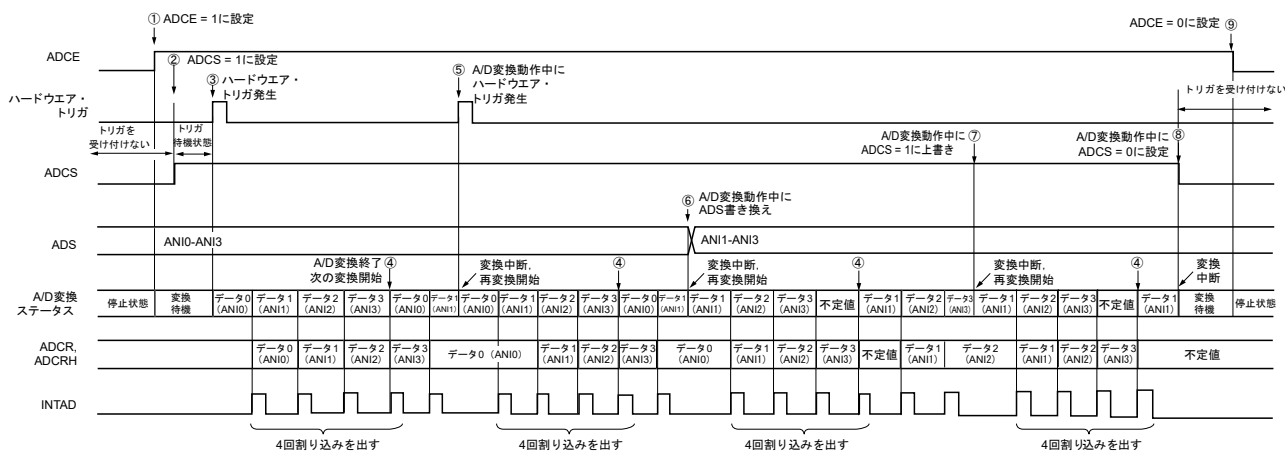 ① ADCE = 1に設定
ADCE = 0に設定 ⑨
ADCE
② ADCS = 1に設定
③ ハードウエア・
トリガ発生
⑤ A/D変換動作中に
ハードウエア・
トリガ発生
ハードウエア・
トリガ
トリガを受け付けない
トリガを
受け付けない
トリガ
待機状態
A/D変換動作中に ⑦
ADCS = 1に上書き
A/D変換動作中に ⑧
ADCS = 0に設定
ADCS
⑥ A/D変換動作中に
ADS書き換え
ADS
ANI0-ANI3
ANI1-ANI3
A/D変換終了 ④
次の変換開始
変換中断,
再変換開始
④
変換中断,
再変換開始
④
変換中断,
再変換開始
④
変換
中断
A/D変換
ステータス
停止状態
変換
待機
データ0
(ANI0)
データ1
(ANI1)
データ2
(ANI2)
データ3
(ANI3)
データ0
(ANI0)
データ1
(ANI1)
データ0
(ANI0)
データ1
(ANI1)
データ2
(ANI2)
データ3
(ANI3)
データ0
(ANI0)
データ1
(ANI1)
データ1
(ANI1)
データ2
(ANI2)
データ3
(ANI3)
不定値
データ1
(ANI1)
データ2
(ANI2)
データ3
(ANI3)
データ1
(ANI1)
データ2
(ANI2)
データ3
(ANI3)
不定値
データ1
(ANI1)
変換
待機
停止状態
ADCR,
ADCRH
データ0
(ANI0)
データ1
(ANI1)
データ2
(ANI2)
データ3
(ANI3)
データ0 (ANI0)
データ1
(ANI1)
データ2
(ANI2)
データ3
(ANI3)
データ0
(ANI0)
データ1
(ANI1)
データ2
(ANI2)
データ3
(ANI3)
不定値
データ1
(ANI1)
データ2
(ANI2)
データ1
(ANI1)
データ2
(ANI2)
データ3
(ANI3)
不定値
INTAD
4回割り込みを出す
4回割り込みを出す
4回割り込みを出す
4回割り込みを出す